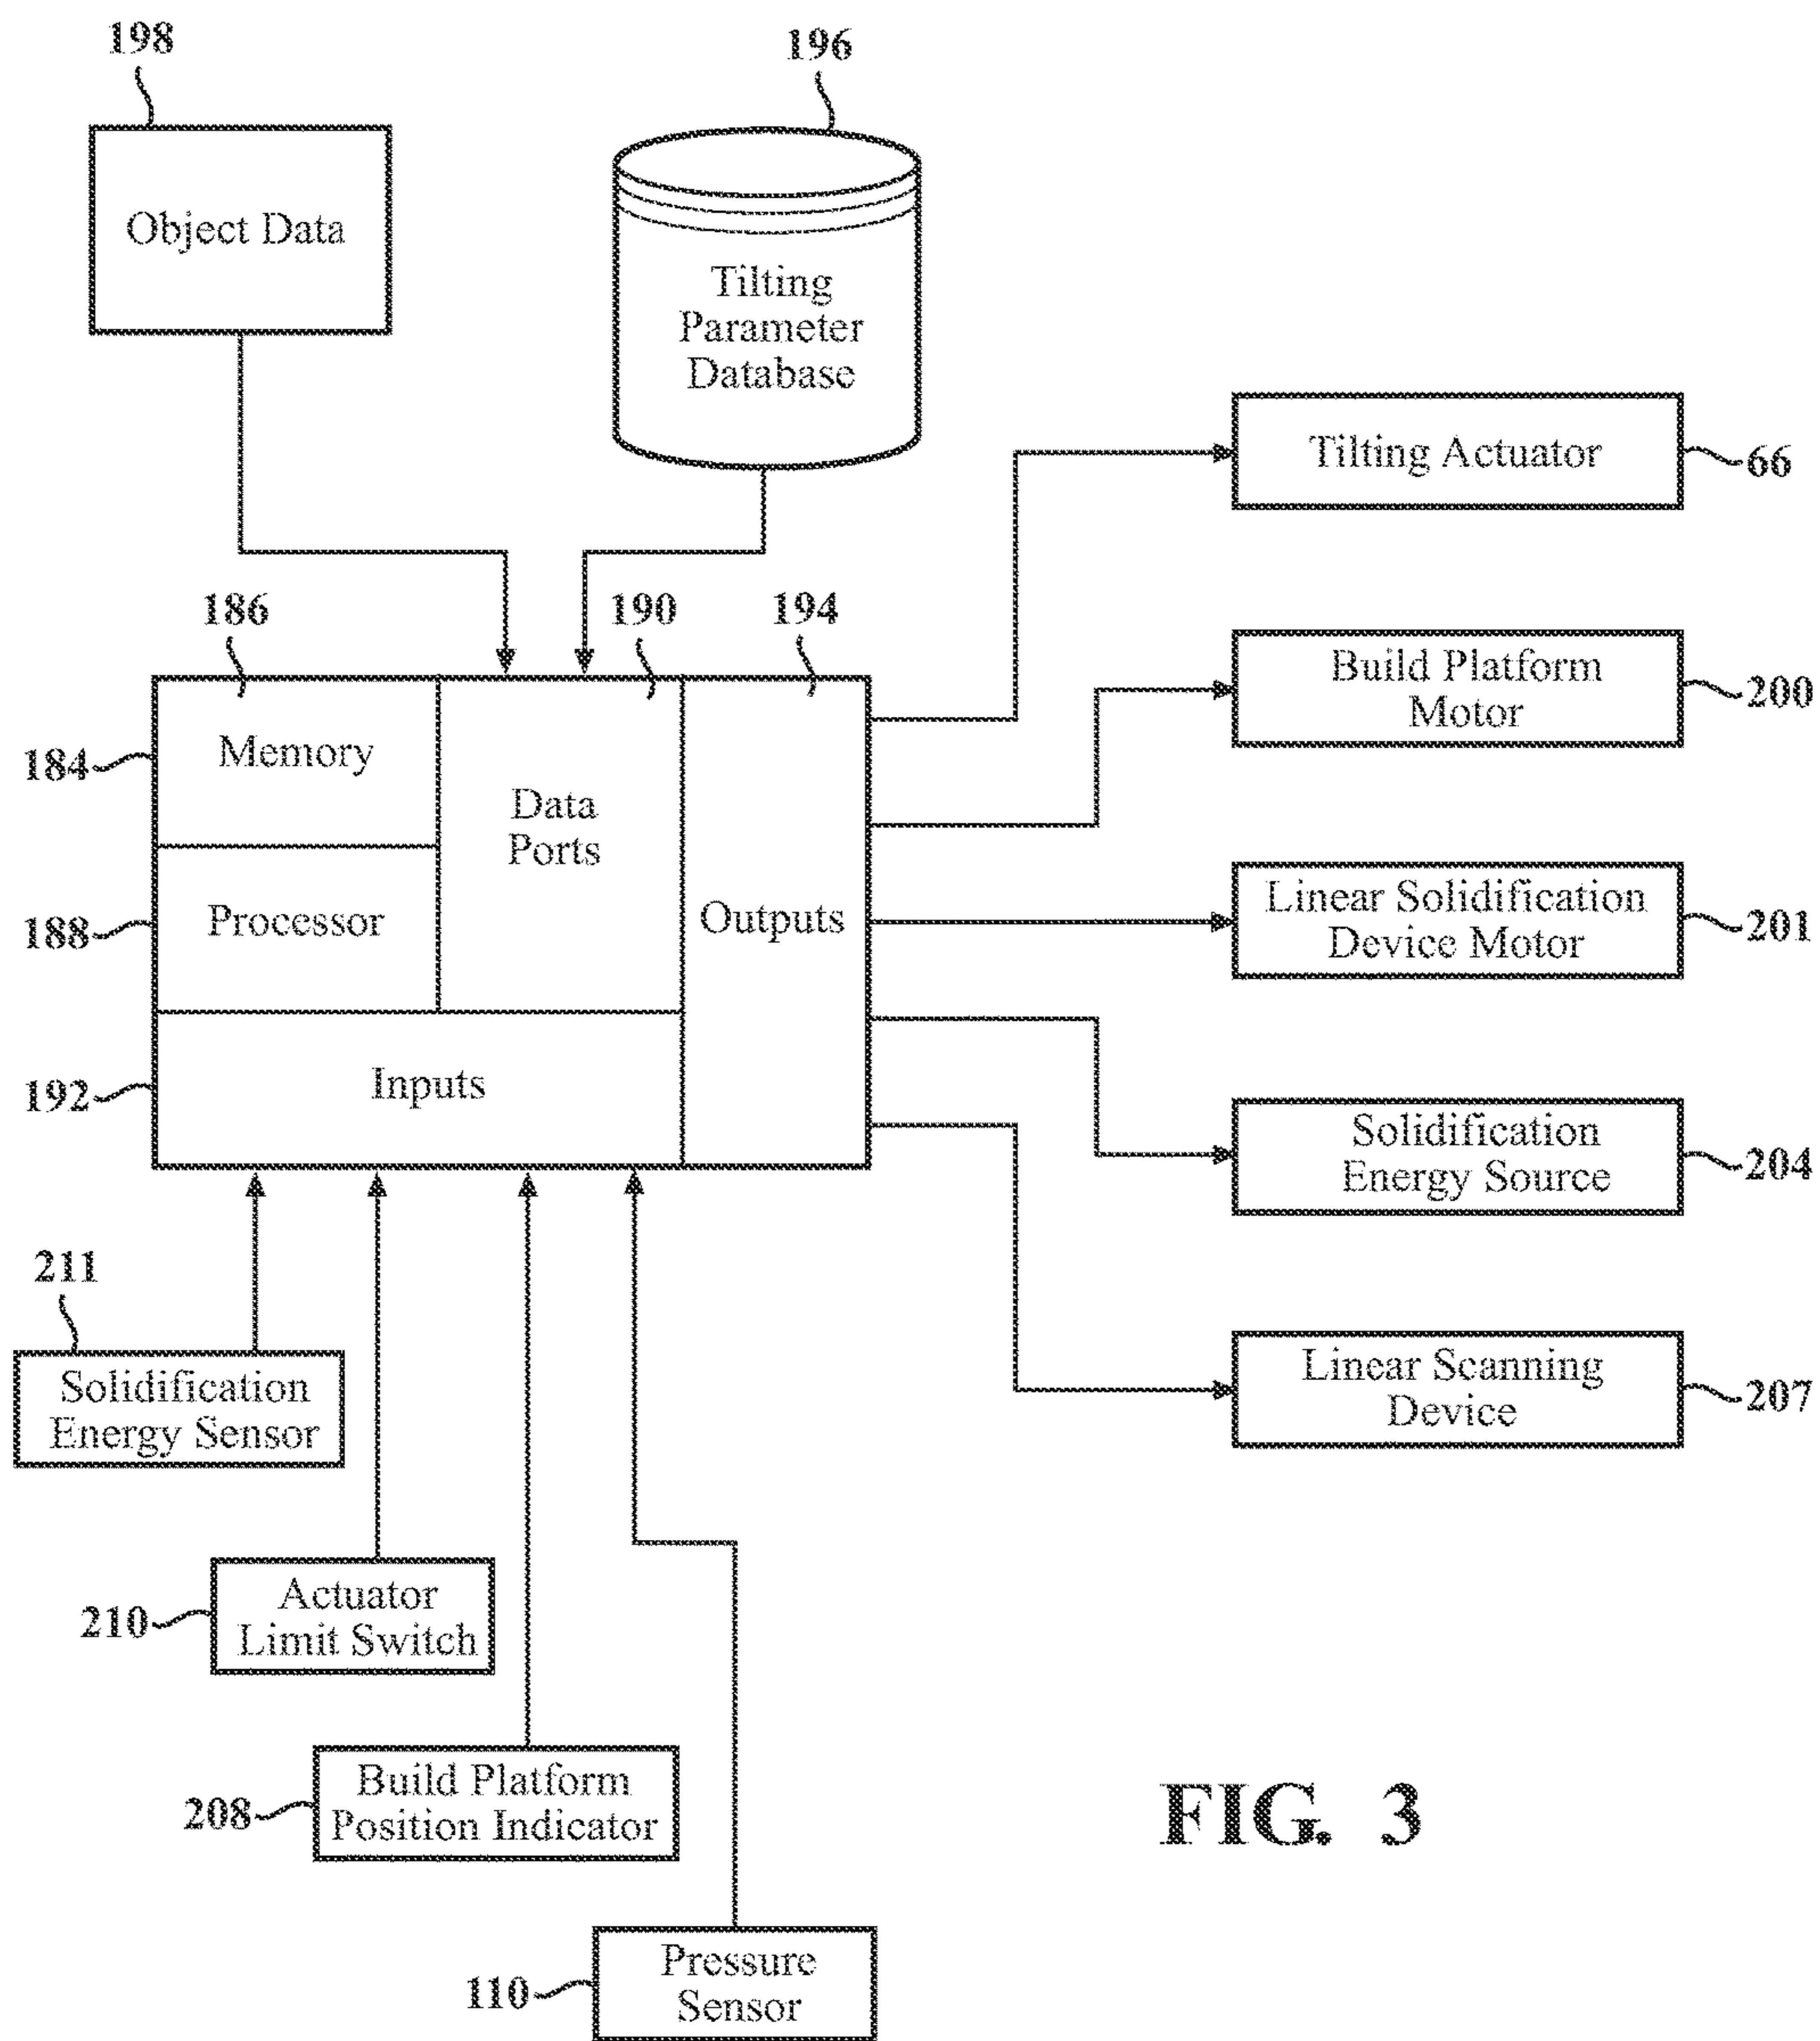 198
196
Object Data
Tilting
Parameter
Database
Tilting Actuator
66
186
190
194
Build Platform
Motor
200
184
Memory
Data
Ports
188
Processor
Outputs
Linear Solidification
Device Motor
201
192
Inputs
Solidification
Energy Source
204
211
Solidification
Energy Sensor
Linear Scanning
Device
207
210
Actuator
Limit Switch
208
Build Platform
Position Indicator
FIG. 3
110
Pressure
Sensor